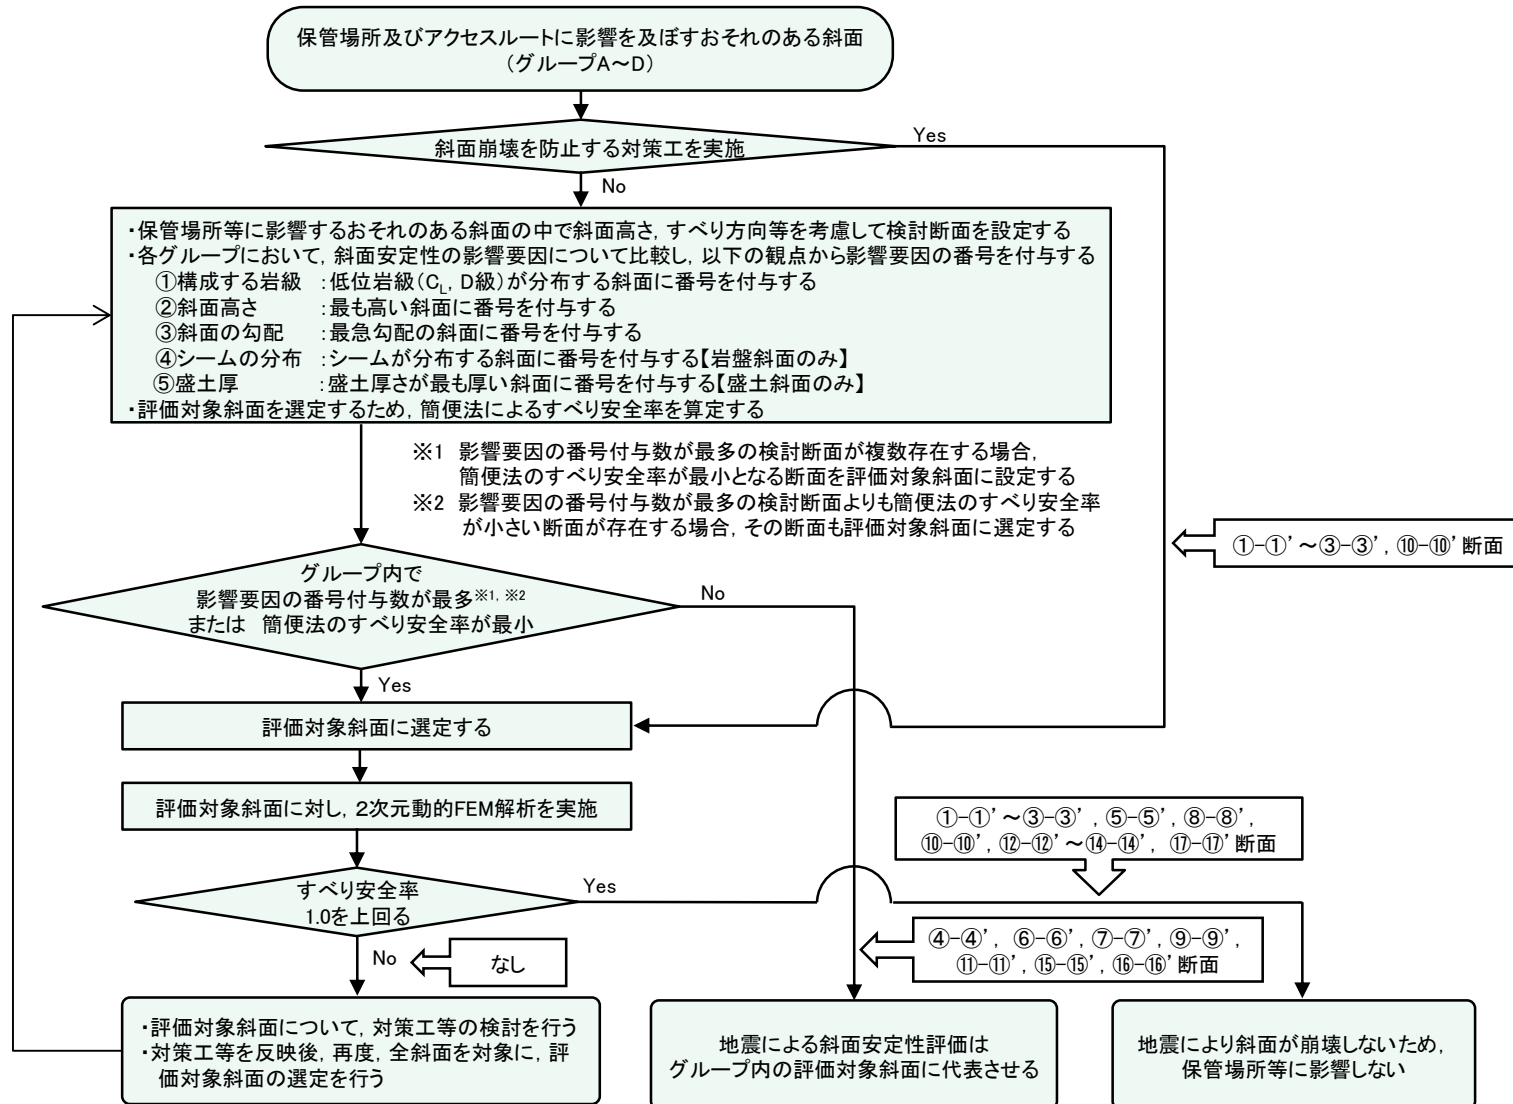 保管場所及びアクセスルートに影響を及ぼすおそれのある斜面
(グループA～D)
斜面崩壊を防止する対策工を実施
Yes
No
・保管場所等に影響するおそれのある斜面の中で斜面高さ，すべり方向等を考慮して検討断面を設定する
・各グループにおいて，斜面安定性の影響要因について比較し，以下の観点から影響要因の番号を付与する
①構成する岩級 ：低位岩級（CL，D級）が分布する斜面に番号を付与する
②斜面高さ ：最も高い斜面に番号を付与する
③斜面の勾配 ：最急勾配の斜面に番号を付与する
④シームの分布 ：シームが分布する斜面に番号を付与する【岩盤斜面のみ】
⑤盛土厚 ：盛土厚さが最も厚い斜面に番号を付与する【盛土斜面のみ】
・評価対象斜面を選定するため，簡便法によるすべり安全率を算定する
※1 影響要因の番号付与数が最多の検討断面が複数存在する場合，
簡便法のすべり安全率が最小となる断面を評価対象斜面に設定する
※2 影響要因の番号付与数が最多の検討断面よりも簡便法のすべり安全率
が小さい断面が存在する場合，その断面も評価対象斜面に選定する
①-①’～③-③’，⑩-⑩’断面
グループ内で
影響要因の番号付与数が最多※1，※2
または 簡便法のすべり安全率が最小
No
Yes
評価対象斜面に選定する
評価対象斜面に対し，2次元動的FEM解析を実施
①-①’～③-③’，⑤-⑤’，⑧-⑧’，
⑩-⑩’，⑫-⑫’～⑭-⑭’，⑰-⑰’断面
すべり安全率
1.0を上回る
Yes
No
なし
④-④’，⑥-⑥’，⑦-⑦’，⑨-⑨’，
⑪-⑪’，⑮-⑮’，⑯-⑯’断面
・評価対象斜面について，対策工等の検討を行う
・対策工等を反映後，再度，全斜面を対象に，評
価対象斜面の選定を行う
地震による斜面安定性評価は
グループ内の評価対象斜面に代表させる
地震により斜面が崩壊しないため，
保管場所等に影響しない